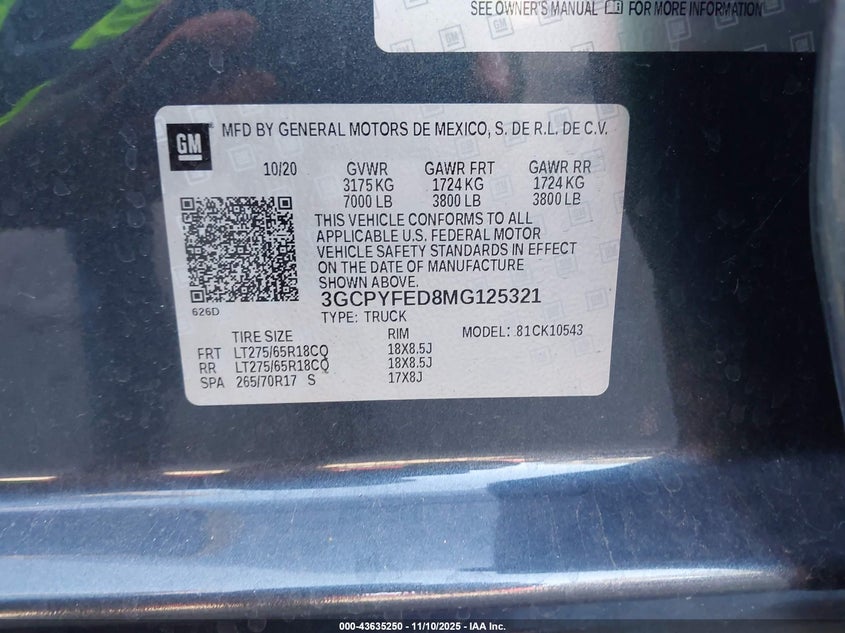 SEE OWNER'S MANUAL FOR MORE INFORMATION
GM
MFD BY GENERAL MOTORS DE MEXICO, S. DE R.L. DE C.V.
10/20 GVWR GAWR FRT GAWR RR
3175 KG 1724 KG 1724 KG
7000 LB 3800 LB 3800 LB
THIS VEHICLE CONFORMS TO ALL
APPLICABLE U.S. FEDERAL MOTOR
VEHICLE SAFETY STANDARDS IN EFFECT
ON THE DATE OF MANUFACTURE
SHOWN ABOVE.
626D
3GCPYFED8MG125321
TYPE: TRUCK
TIRE SIZE RIM MODEL: 81CK10543
FRT LT275/65R18CQ 18X8.5J
RR LT275/65R18CQ 18X8.5J
SPA 265/70R17 S 17X8J
000-43635250 — 11/10/2025 — IAA Inc.